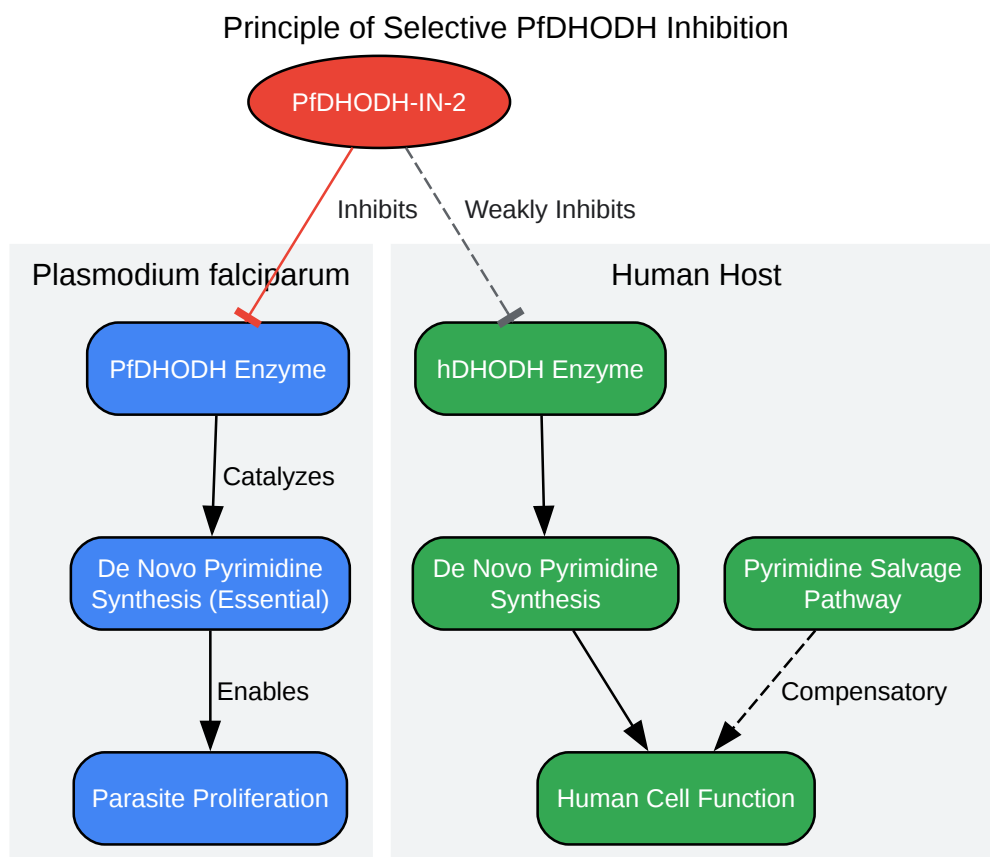 Principle of Selective PfDHODH Inhibition
PfDHODH-IN-2
Inhibits
Weakly Inhibits
Plasmodium falciparum
PfDHODH Enzyme
Catalyzes
De Novo Pyrimidine
Synthesis (Essential)
Enables
Parasite Proliferation
Human Host
hDHODH Enzyme
De Novo Pyrimidine
Synthesis
Pyrimidine Salvage
Pathway
Compensatory
Human Cell Function